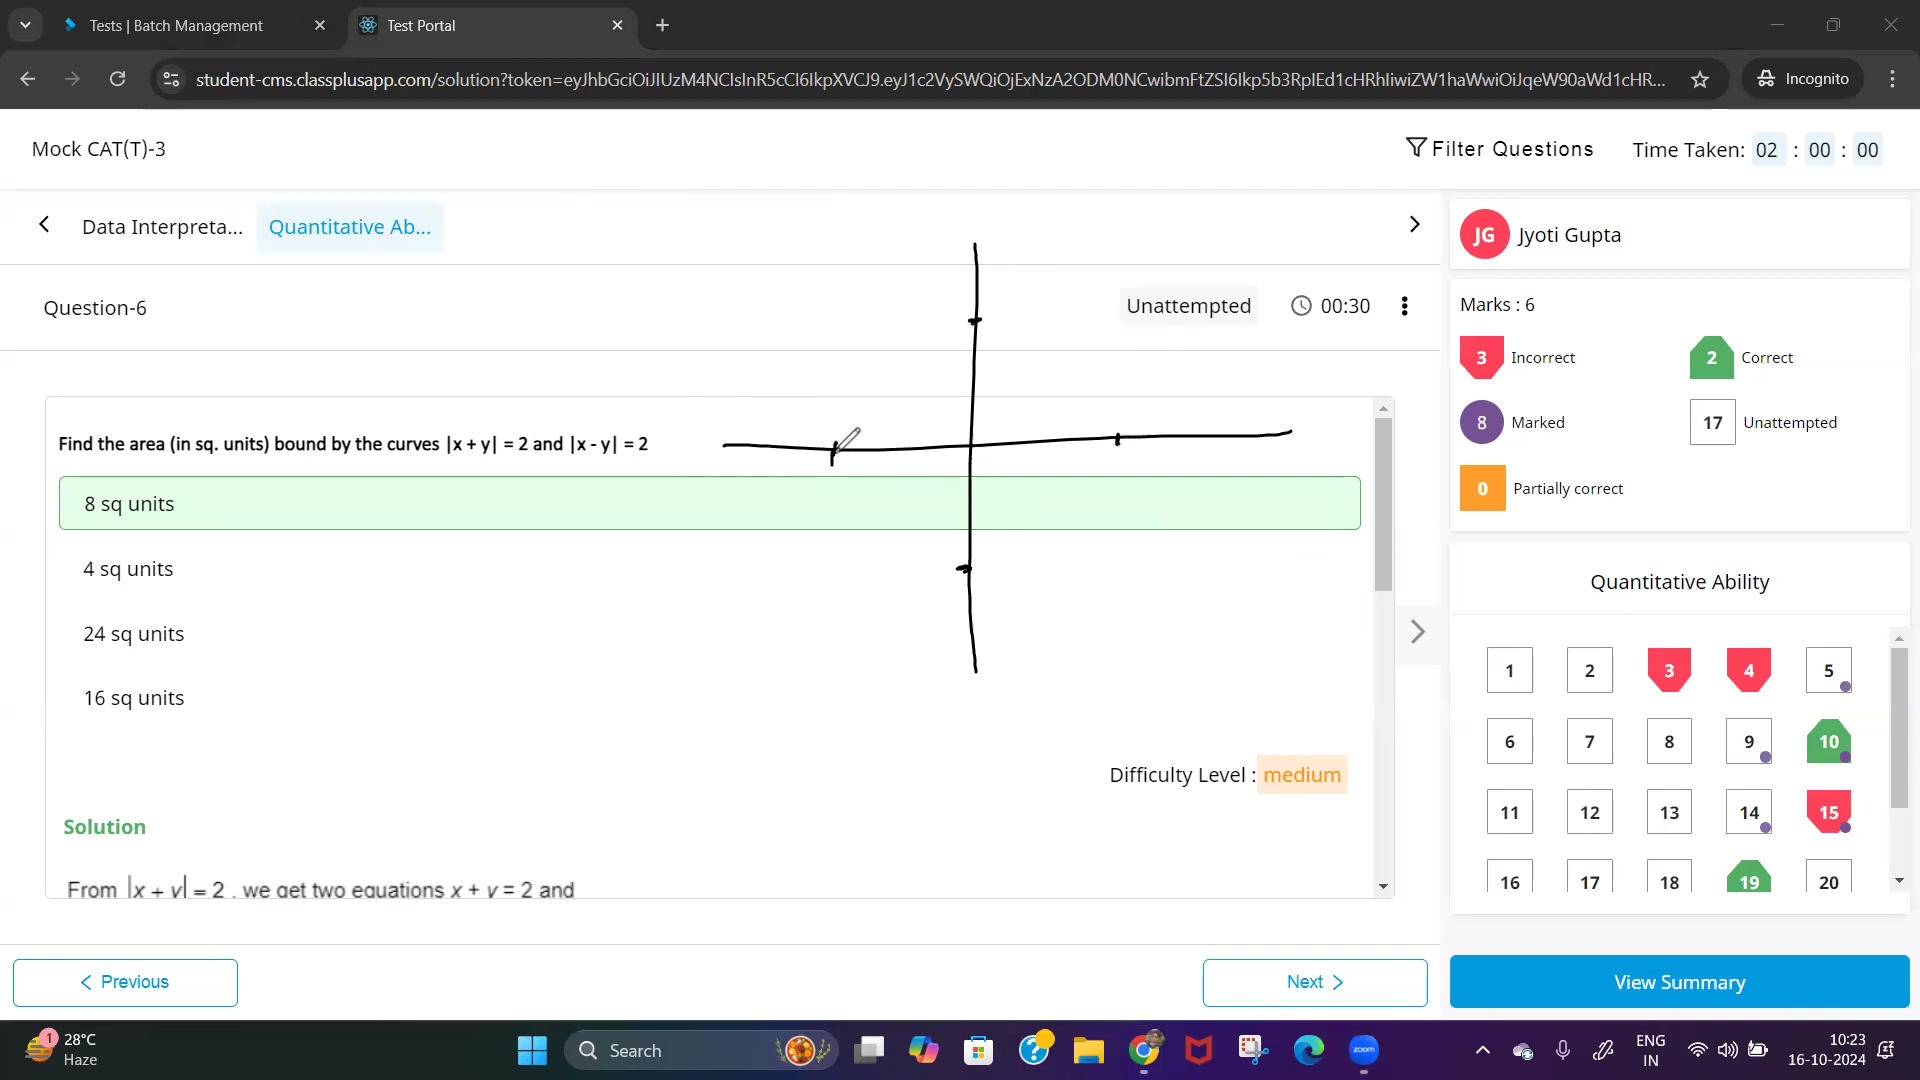 Tests | Batch Management
Test Portal
student-cms.classplusapp.com/solution?token=eyJhbGciOiJIUzM4NCIsInR5cCI6IkpXVCJ9.eyJ1c2VySWQiOjExNzA2ODM0NCwibmFtZSI6Ikp5b3RpIEd1cHRhIiwiZW1haWwiOiJqeW90aWd1cHR...
Incognito
Mock CAT(T)-3
Filter Questions
Time Taken: 02 : 00 : 00
Data Interpreta...
Quantitative Ab...
JG Jyoti Gupta
Question-6
Unattempted
00:30
Marks : 6
3 Incorrect
2 Correct
8 Marked
17 Unattempted
0 Partially correct
Find the area (in sq. units) bound by the curves |x + y| = 2 and |x - y| = 2
8 sq units
4 sq units
24 sq units
16 sq units
Difficulty Level : medium
Solution
From |x + y| = 2 , we get two equations x + y = 2 and
Quantitative Ability
1 2 3 4 5
6 7 8 9 10
11 12 13 14 15
16 17 18 19 20
Previous
Next
View Summary
1
28°C
Haze
Search
zoom
ENG
IN
10:23
16-10-2024